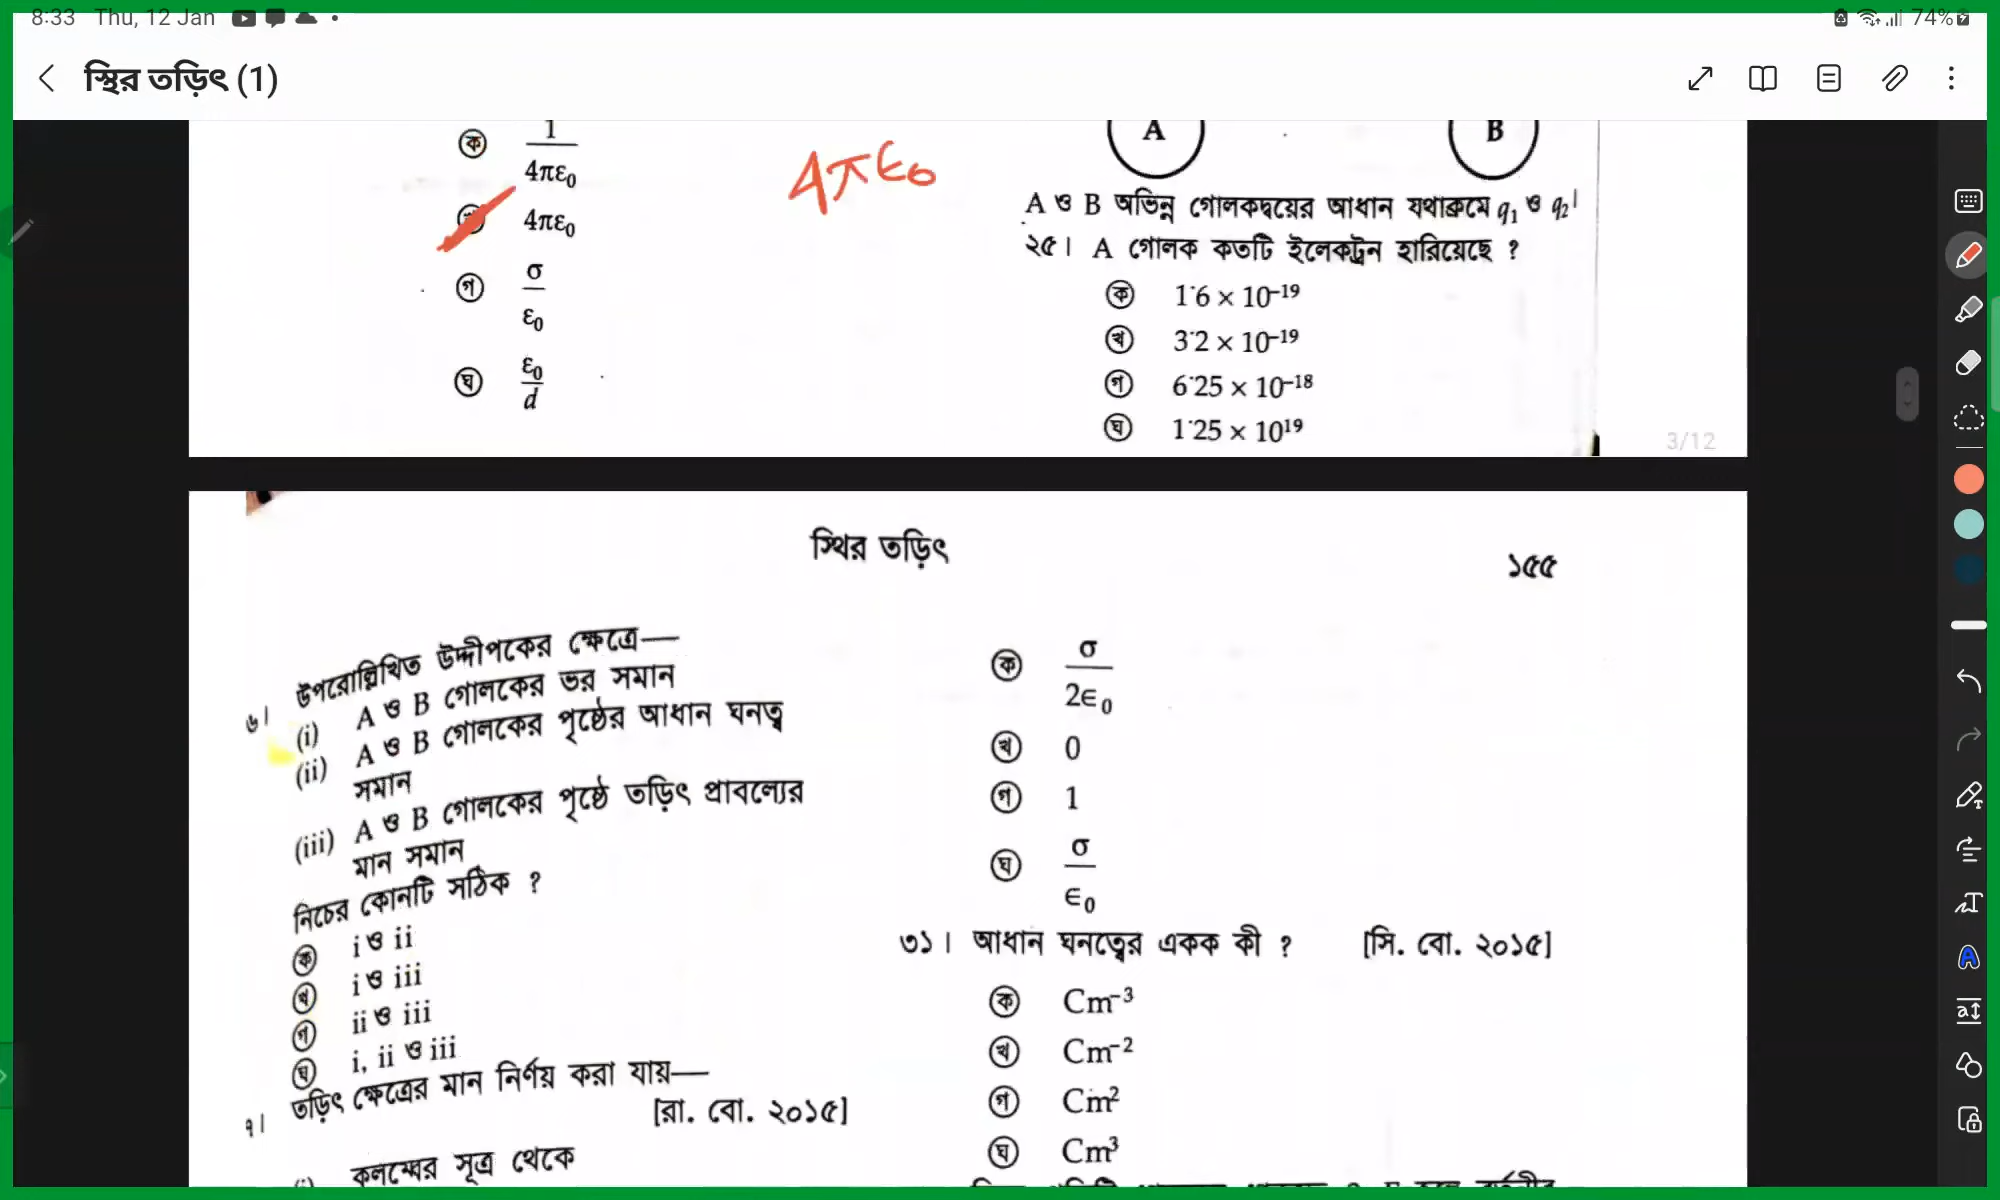 8:33 Thu, 12 Jan
74%
স্থির তড়িৎ (1)
ক 1/4πε₀
4πε₀
গ σ/ε₀
ঘ ε₀/d
4πε₀
A B
A ও B অভিন্ন গোলকদ্বয়ের আধান যথাক্রমে q₁ ও q₂।
২৫। A গোলক কতটি ইলেকট্রন হারিয়েছে ?
ক 1·6 × 10⁻¹⁹
খ 3·2 × 10⁻¹⁹
গ 6·25 × 10⁻¹⁸
ঘ 1·25 × 10¹⁹
3/12
স্থির তড়িৎ
১৫৫
৬। উপরোল্লিখিত উদ্দীপকের ক্ষেত্রে—
(i) A ও B গোলকের ভর সমান
(ii) A ও B গোলকের পৃষ্ঠের আধান ঘনত্ব
সমান
(iii) A ও B গোলকের পৃষ্ঠে তড়িৎ প্রাবল্যের
মান সমান
নিচের কোনটি সঠিক ?
ক i ও ii
খ i ও iii
গ ii ও iii
ঘ i, ii ও iii
৭। তড়িৎ ক্ষেত্রের মান নির্ণয় করা যায়—
[রা. বো. ২০১৫]
কলম্বের সূত্র থেকে
ক σ/2∊₀
খ 0
গ 1
ঘ σ/∊₀
৩১। আধান ঘনত্বের একক কী ? [সি. বো. ২০১৫]
ক Cm⁻³
খ Cm⁻²
গ Cm²
ঘ Cm³